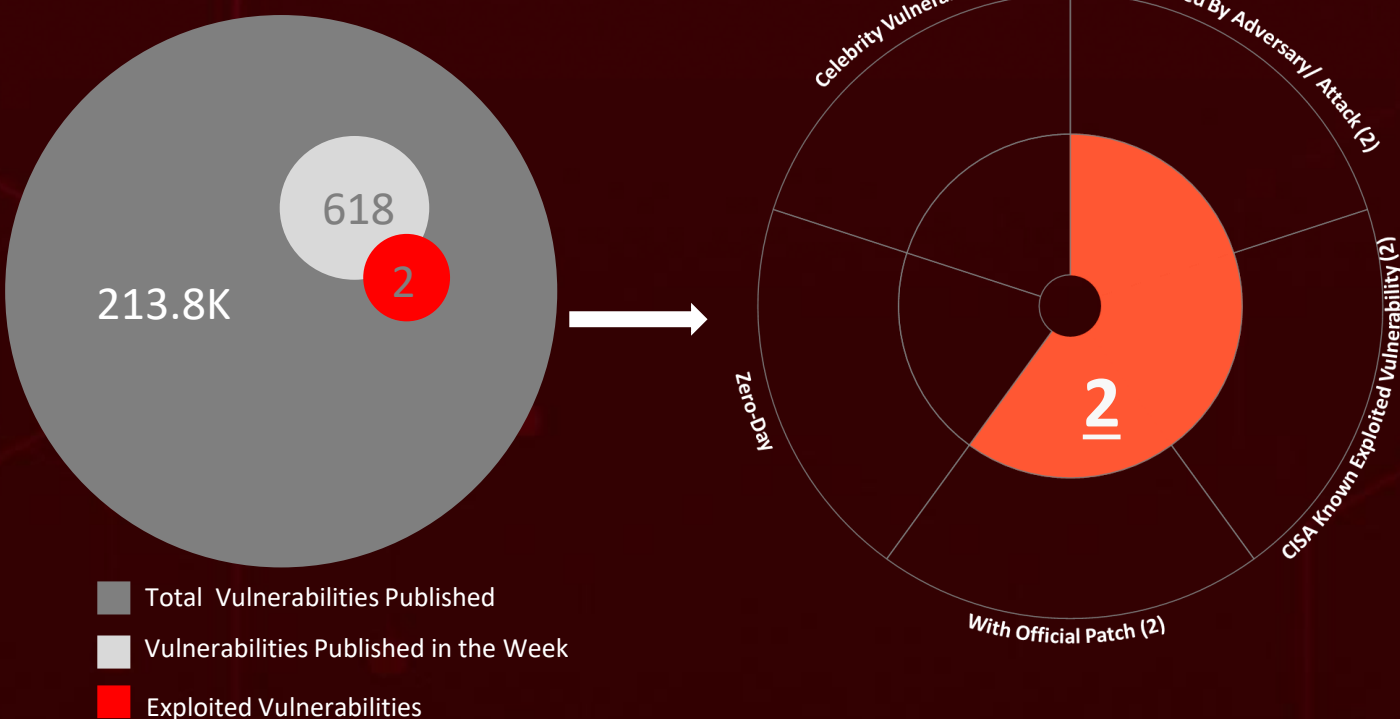 618
2
213.8K
Total Vulnerabilities Published
Vulnerabilities Published in the Week
Exploited Vulnerabilities
Celebrity
By Adversary/ Attack (2)
CISA Known Exploited Vulnerability (2)
With Official Patch (2)
Zero-Day
2